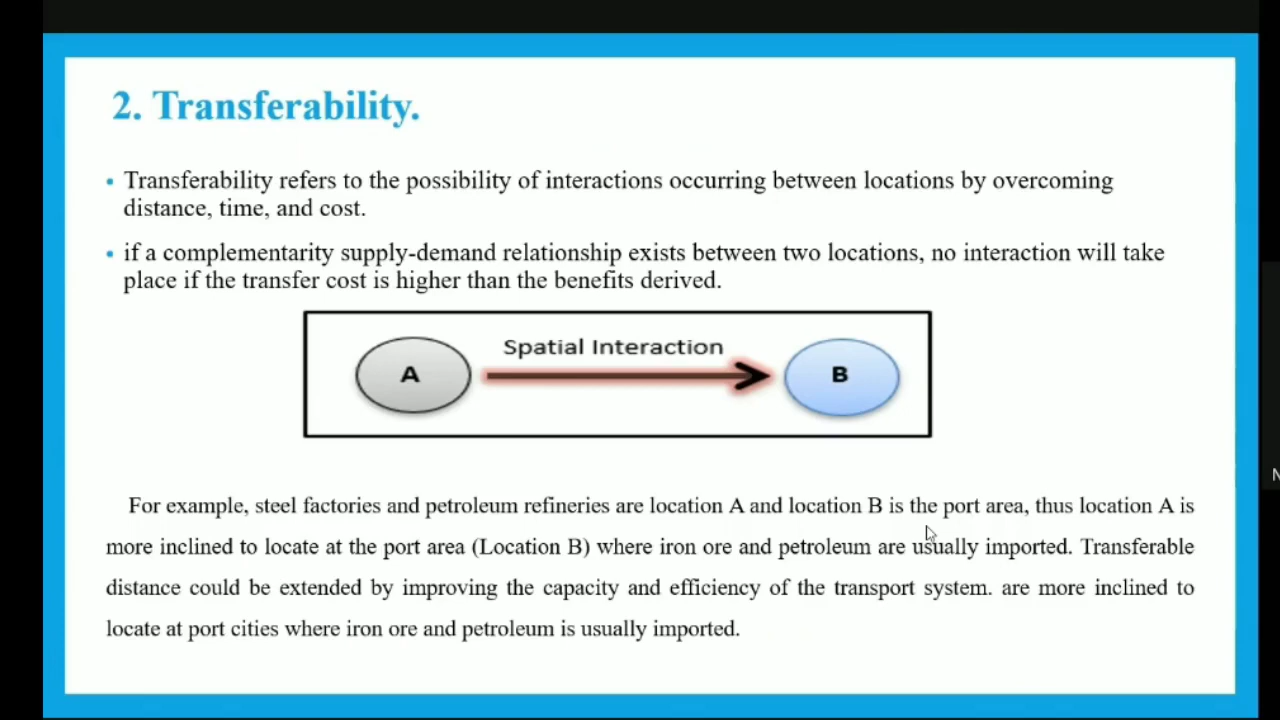 2. Transferability.
• Transferability refers to the possibility of interactions occurring between locations by overcoming
distance, time, and cost.
• if a complementarity supply-demand relationship exists between two locations, no interaction will take
place if the transfer cost is higher than the benefits derived.
Spatial Interaction
A
B
For example, steel factories and petroleum refineries are location A and location B is the port area, thus location A is
more inclined to locate at the port area (Location B) where iron ore and petroleum are usually imported. Transferable
distance could be extended by improving the capacity and efficiency of the transport system. are more inclined to
locate at port cities where iron ore and petroleum is usually imported.
N